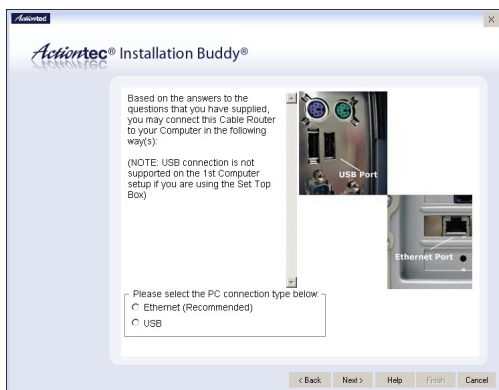 Actiontec
X
Actiontec® Installation Buddy®
Based on the answers to the
questions that you have supplied,
you may connect this Cable Router
to your Computer in the following
way(s):
(NOTE: USB connection is not
supported on the 1st Computer
setup if you are using the Set Top
Box)
USB Port
Ethernet Port
Please select the PC connection type below:
Ethernet (Recommended)
USB
< Back Next > Help Finish Cancel